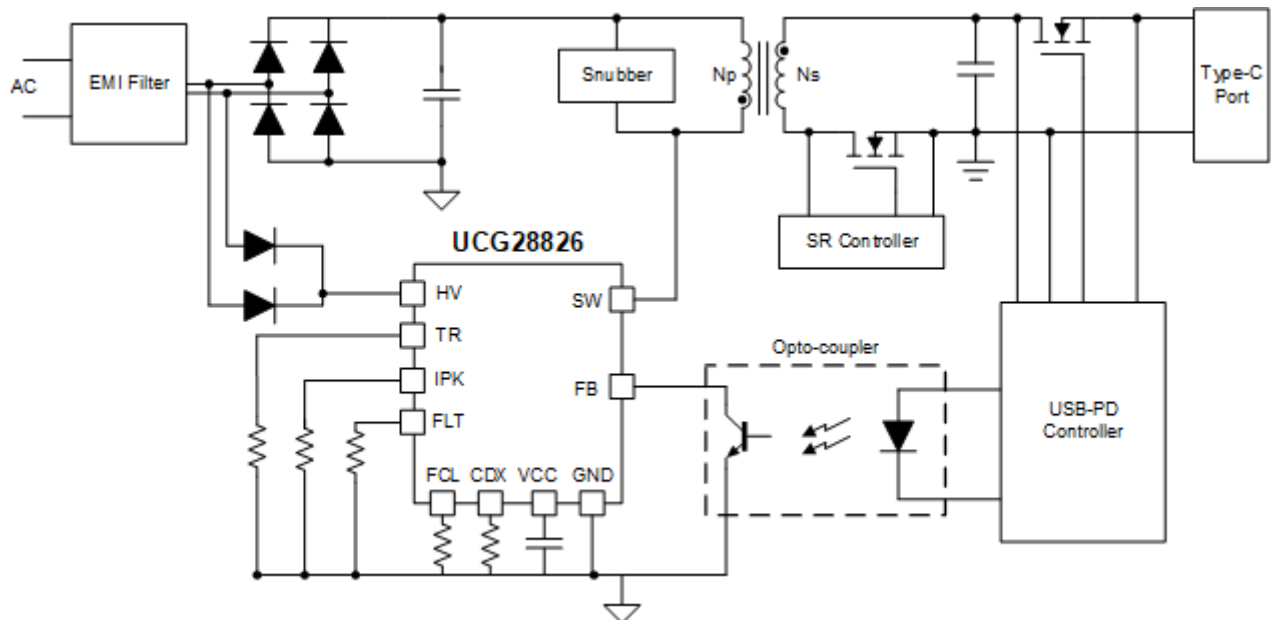 AC
EMI Filter
Snubber
Np
Ns
Type-C
Port
SR Controller
UCG28826
HV
TR
IPK
FLT
SW
FB
FCL
CDX
VCC
GND
Opto-coupler
USB-PD
Controller